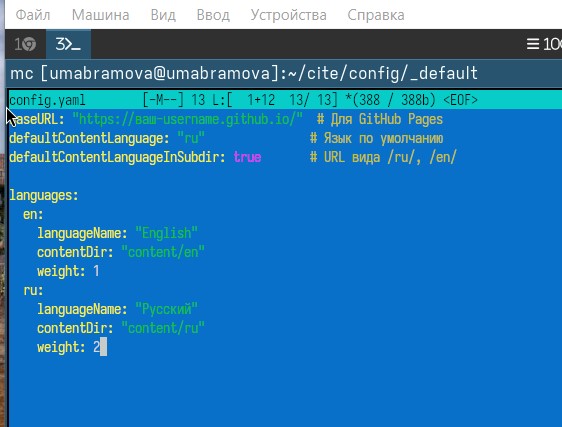 Файл Машина Вид Ввод Устройства Справка
1 3>_ ☰ 100
mc [umabramova@umabramova]:~/cite/config/_default
config.yaml [-M--] 13 L:[ 1+12 13/ 13] *(388 / 388b) <EOF>
baseURL: "https://ваш-username.github.io/" # Для GitHub Pages
defaultContentLanguage: "ru" # Язык по умолчанию
defaultContentLanguageInSubdir: true # URL вида /ru/, /en/
languages:
en:
languageName: "English"
contentDir: "content/en"
weight: 1
ru:
languageName: "Русский"
contentDir: "content/ru"
weight: 2